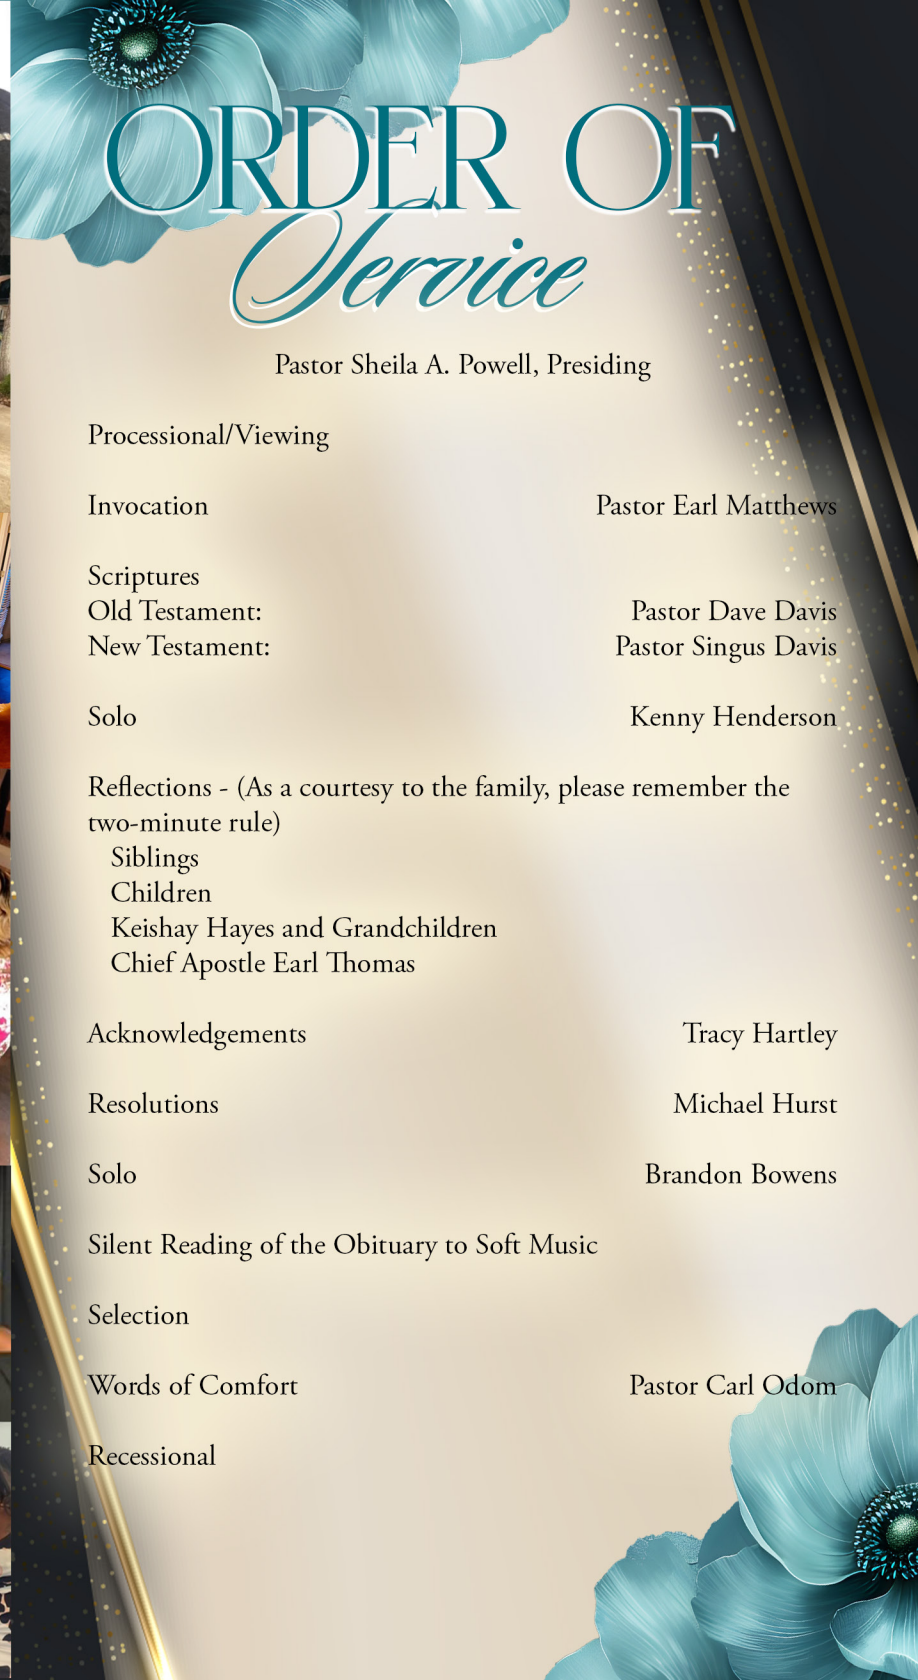 ORDER OF
Service
Pastor Sheila A. Powell, Presiding
Processional/Viewing
Invocation Pastor Earl Matthews
Scriptures
Old Testament: Pastor Dave Davis
New Testament: Pastor Singus Davis
Solo Kenny Henderson
Reflections - (As a courtesy to the family, please remember the
two-minute rule)
Siblings
Children
Keishay Hayes and Grandchildren
Chief Apostle Earl Thomas
Acknowledgements Tracy Hartley
Resolutions Michael Hurst
Solo Brandon Bowens
Silent Reading of the Obituary to Soft Music
Selection
Words of Comfort Pastor Carl Odom
Recessional